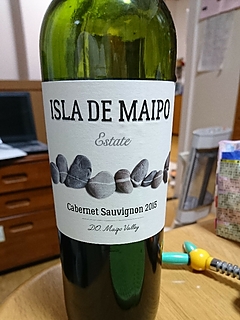 ISLA DE MAIPO
Estate
Cabernet Sauvignon 2015
D.O. Maipo Valley